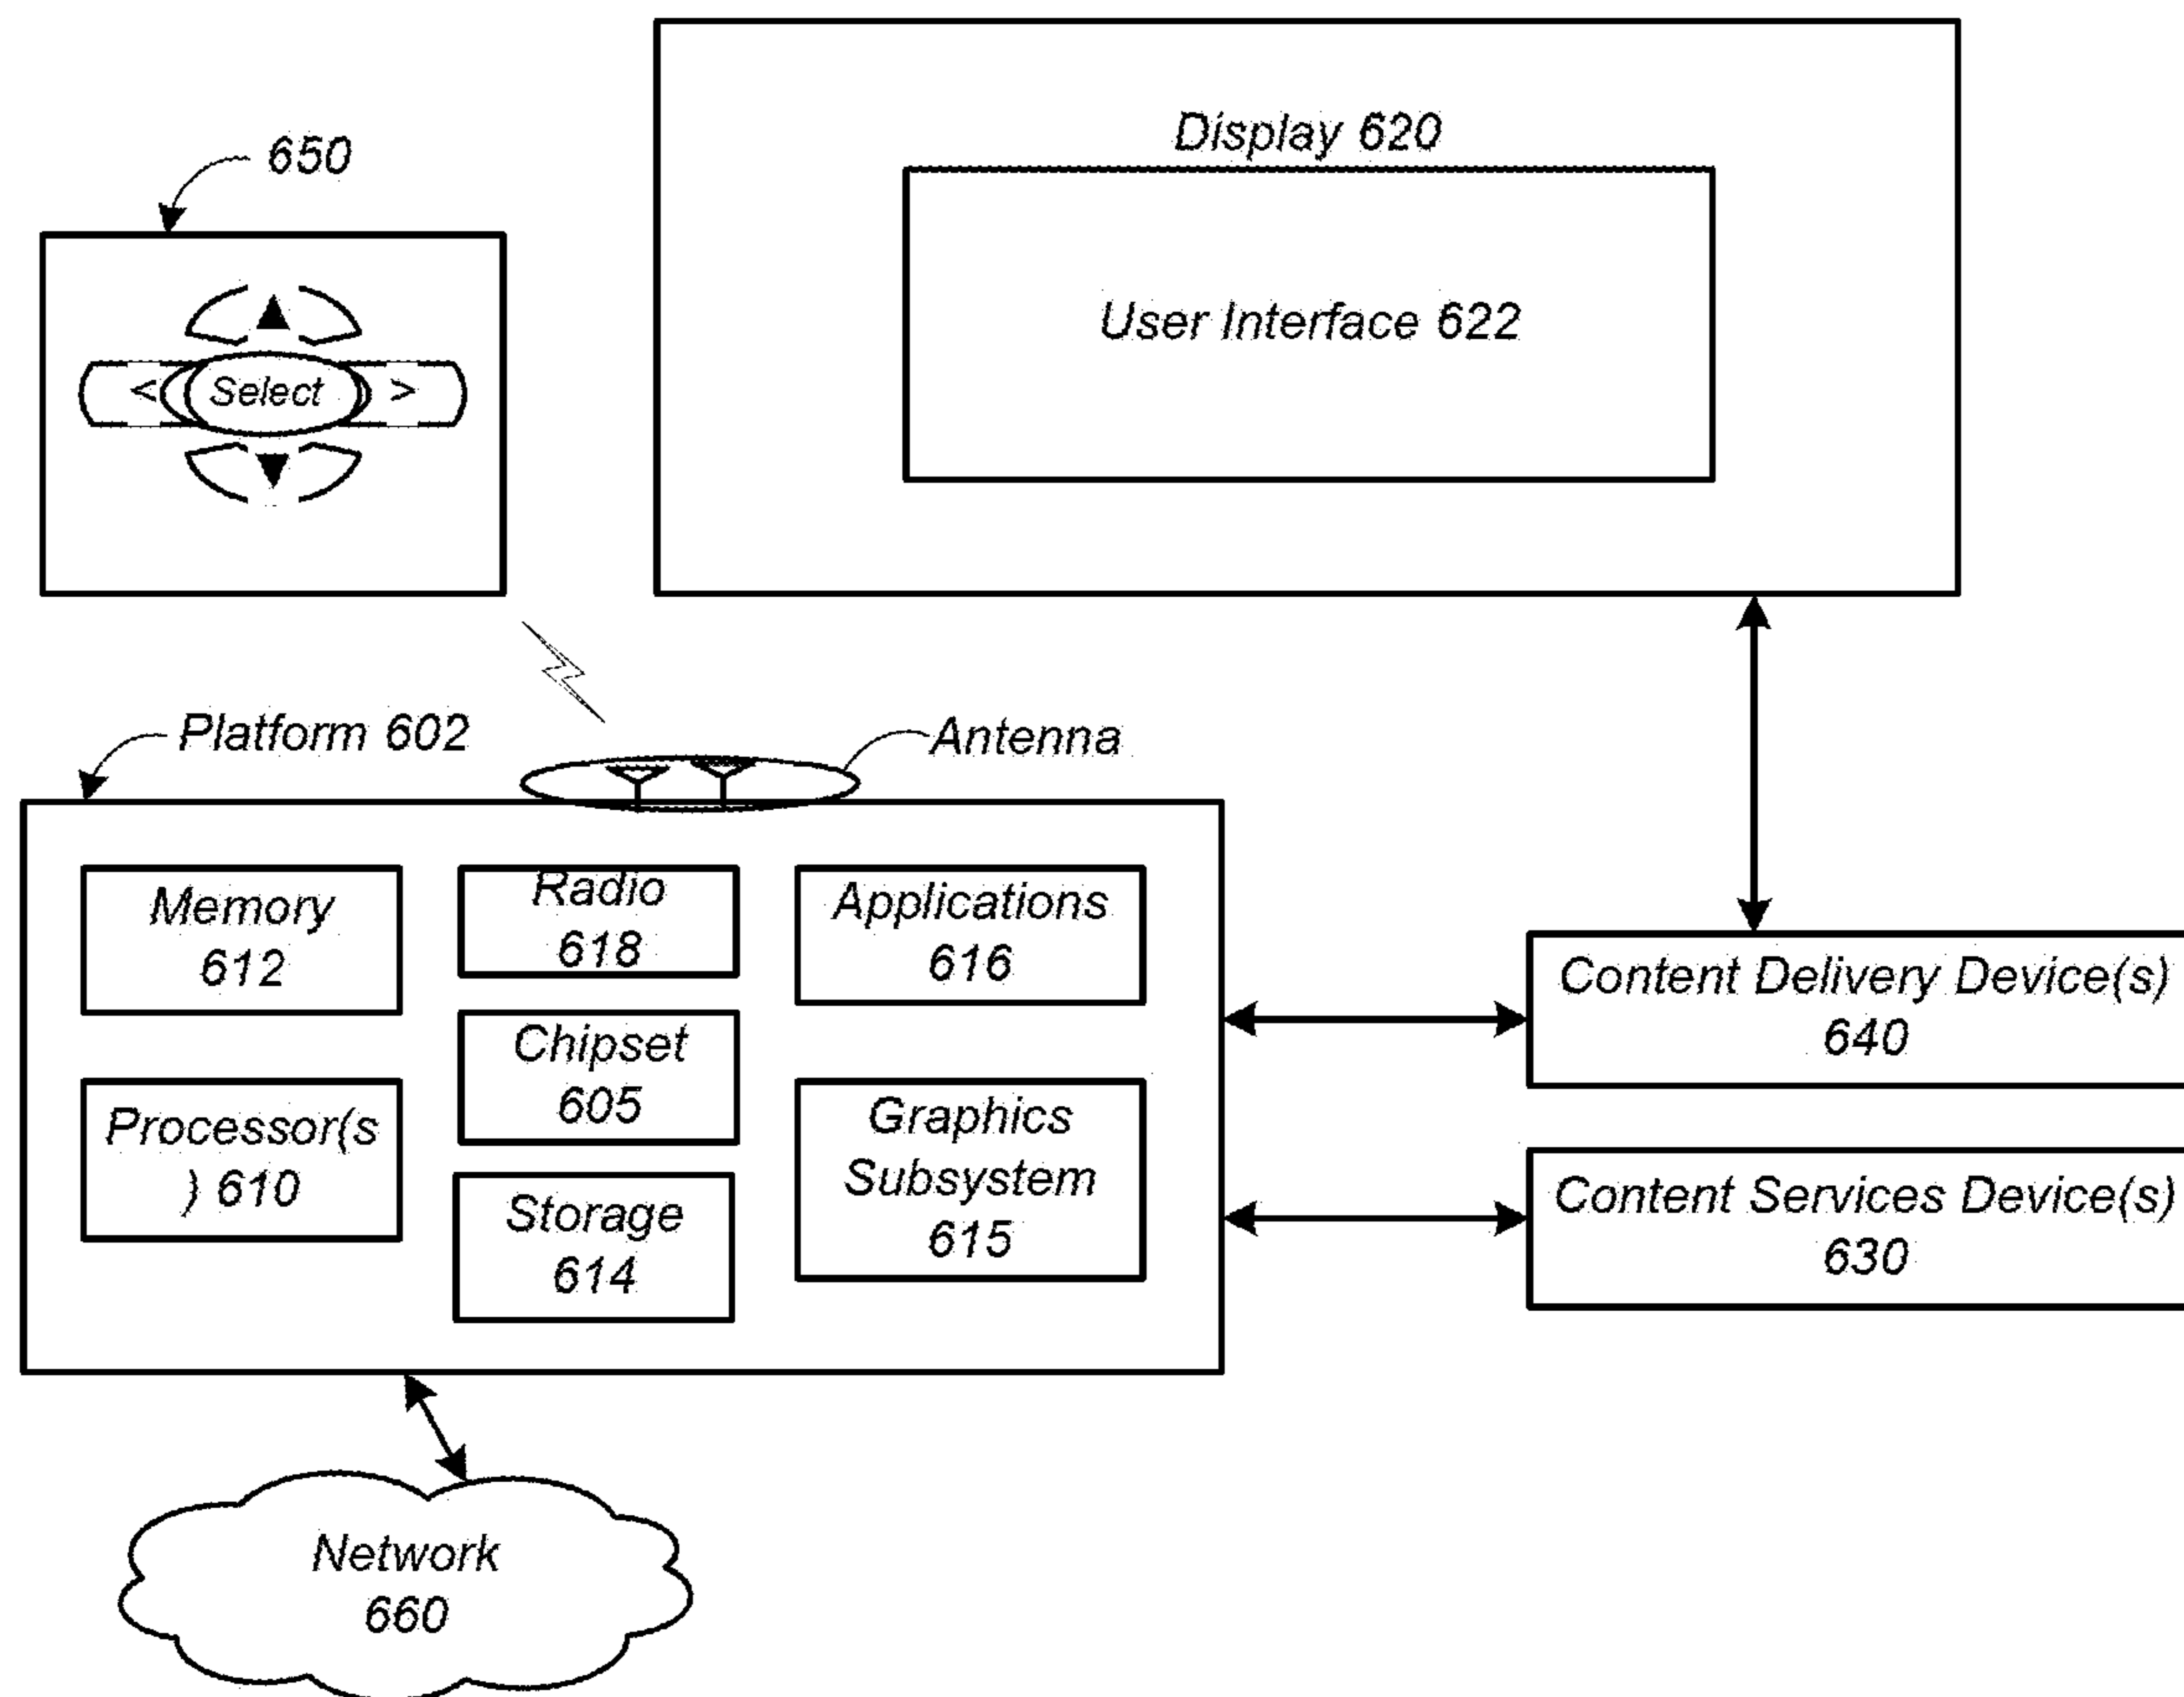 Display 620
User Interface 622
650
<
Select
>
Platform 602
Antenna
Memory
612
Radio
618
Applications
616
Chipset
605
Processor(s
) 610
Graphics
Subsystem
615
Storage
614
Content Delivery Device(s)
640
Content Services Device(s)
630
Network
660